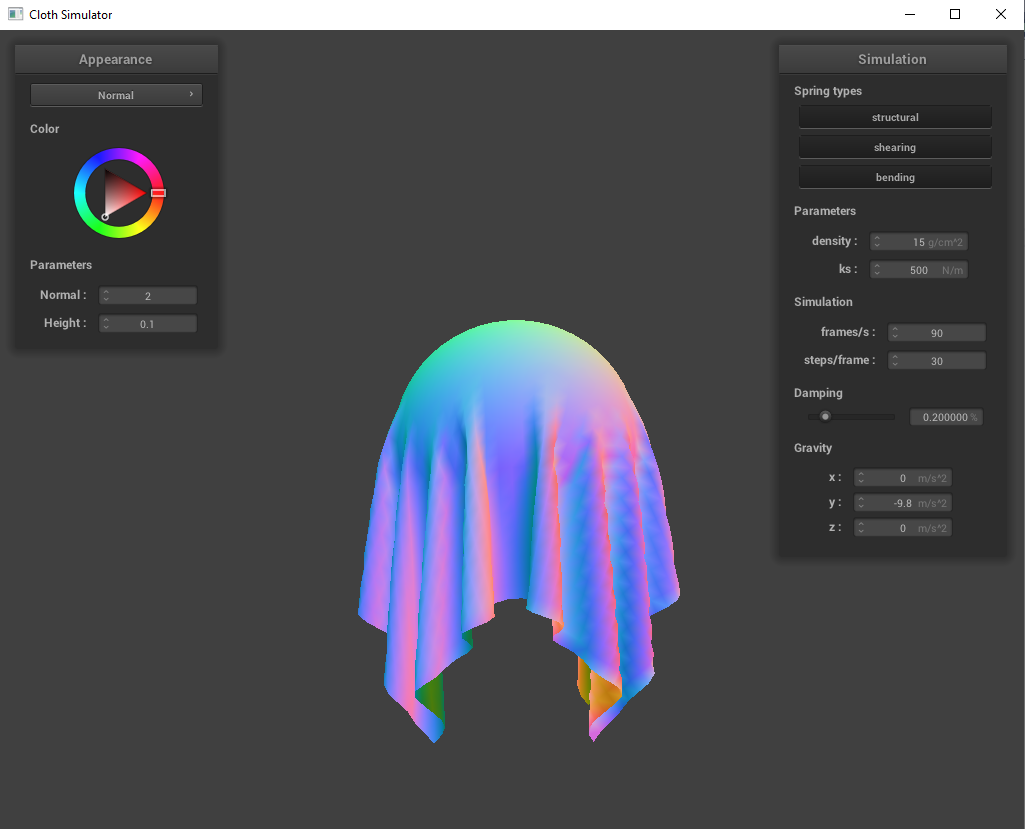 Cloth Simulator
Appearance
Normal
Color
Parameters
Normal : 2
Height : 0.1
Simulation
Spring types
structural
shearing
bending
Parameters
density : 15 g/cm^2
ks : 500 N/m
Simulation
frames/s : 90
steps/frame : 30
Damping
0.200000 %
Gravity
x : 0 m/s^2
y : -9.8 m/s^2
z : 0 m/s^2